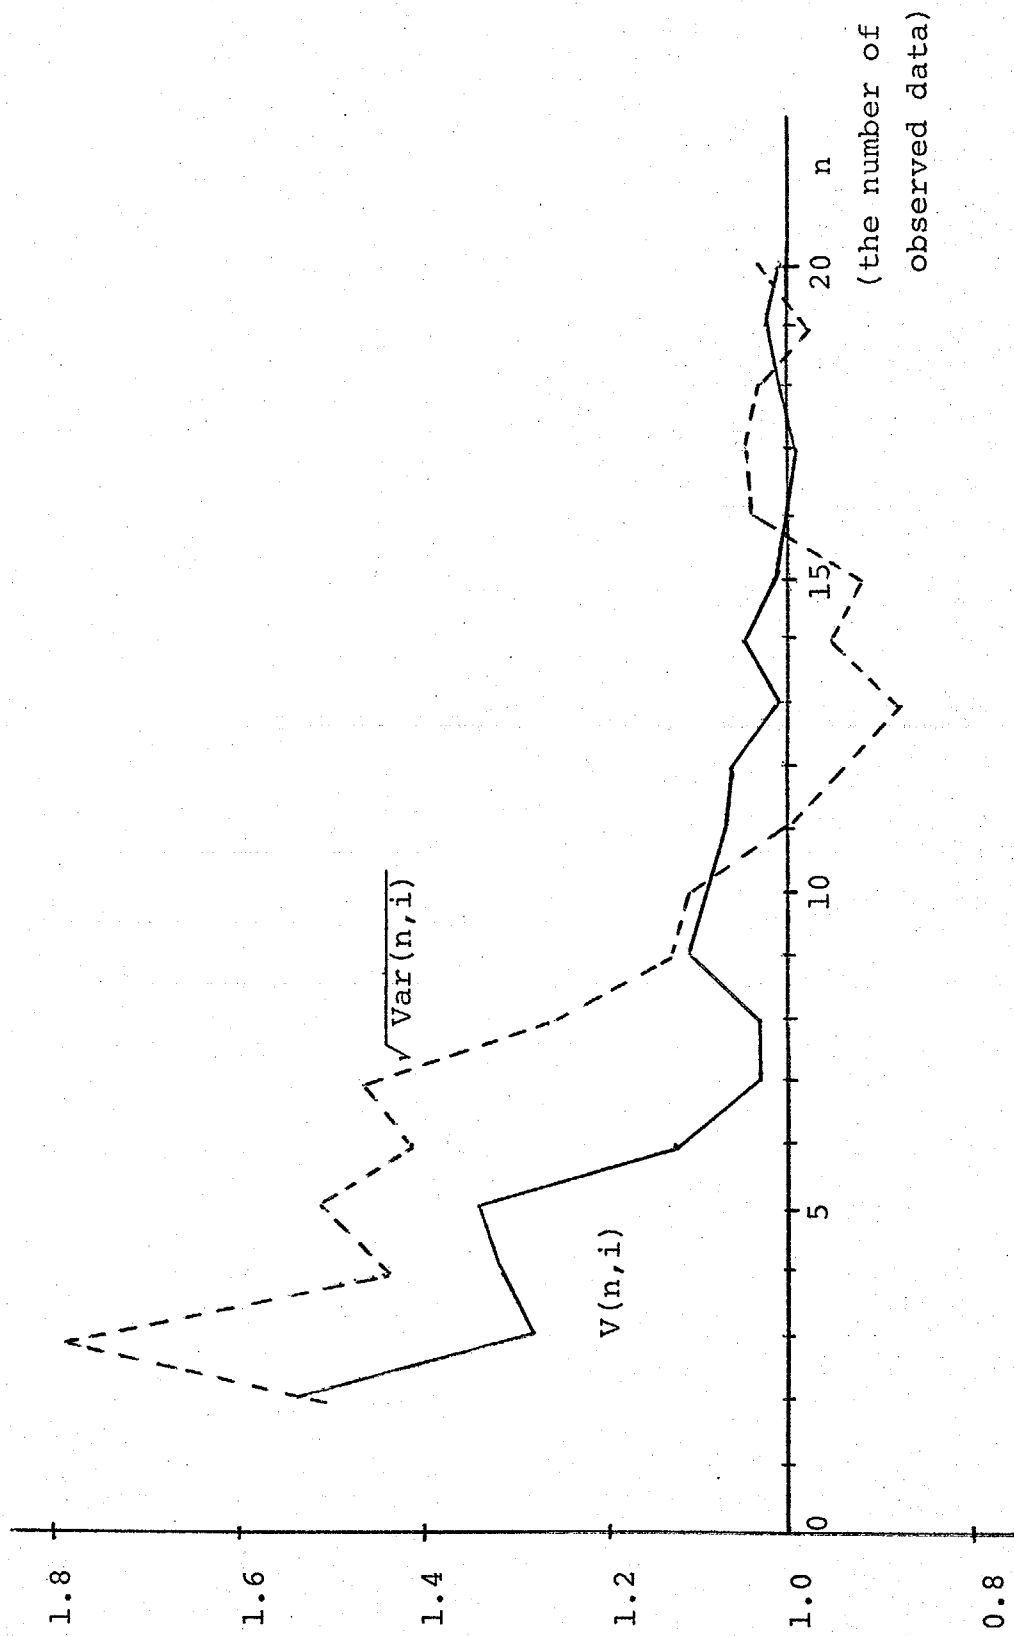 1.8
1.6
1.4
1.2
1.0
0.8
√Var(n,i)
V(n,i)
0
5
10
15
20
n
(the number of
observed data)